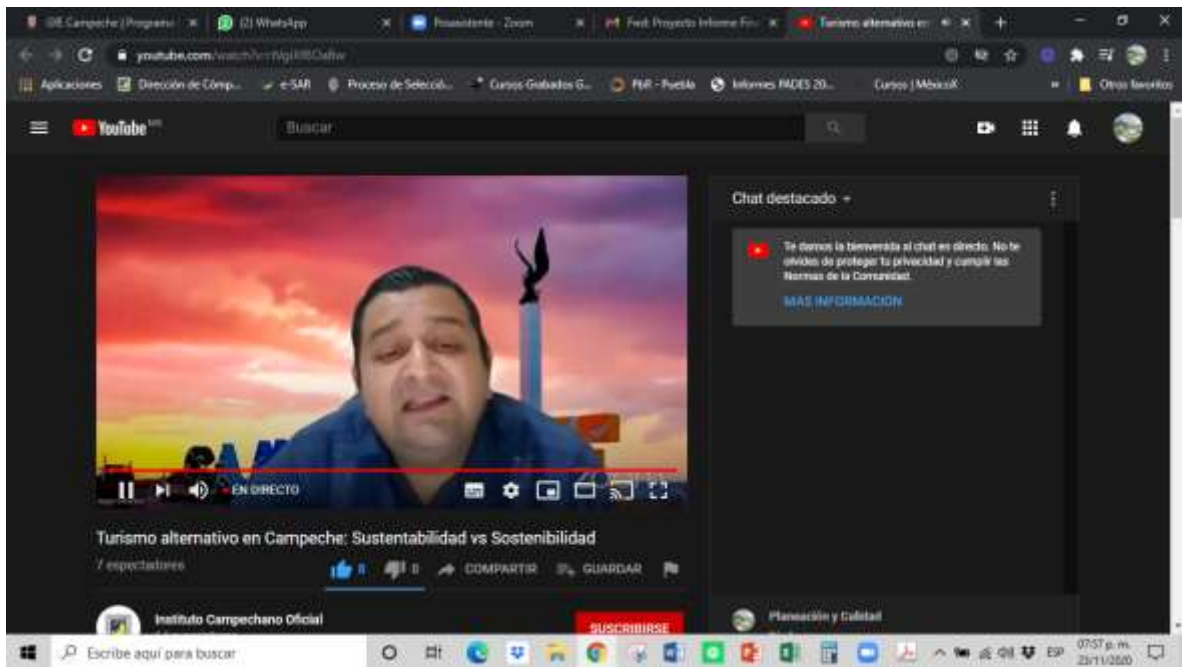 (2) WhatsApp
Zoom
Turismo alternativo en
youtube.com/watch?v=
Aplicaciones
Dirección de Cómp...
e-SAR
Proceso de Selecció...
Cursos Grabados G...
PbR - Puebla
Informes PADES 20...
Cursos | MéxicoX
»
Otros favoritos
YouTube MX
Buscar
Chat destacado
Te damos la bienvenida al chat en directo. No te
olvides de proteger tu privacidad y cumplir las
Normas de la Comunidad.
MÁS INFORMACIÓN
EN DIRECTO
Turismo alternativo en Campeche: Sustentabilidad vs Sostenibilidad
7 espectadores
8
0
COMPARTIR
GUARDAR
Instituto Campechano Oficial
SUSCRIBIRSE
Planeación y Calidad
Escribe aquí para buscar
ESP
07:57 p. m.
23/11/2020